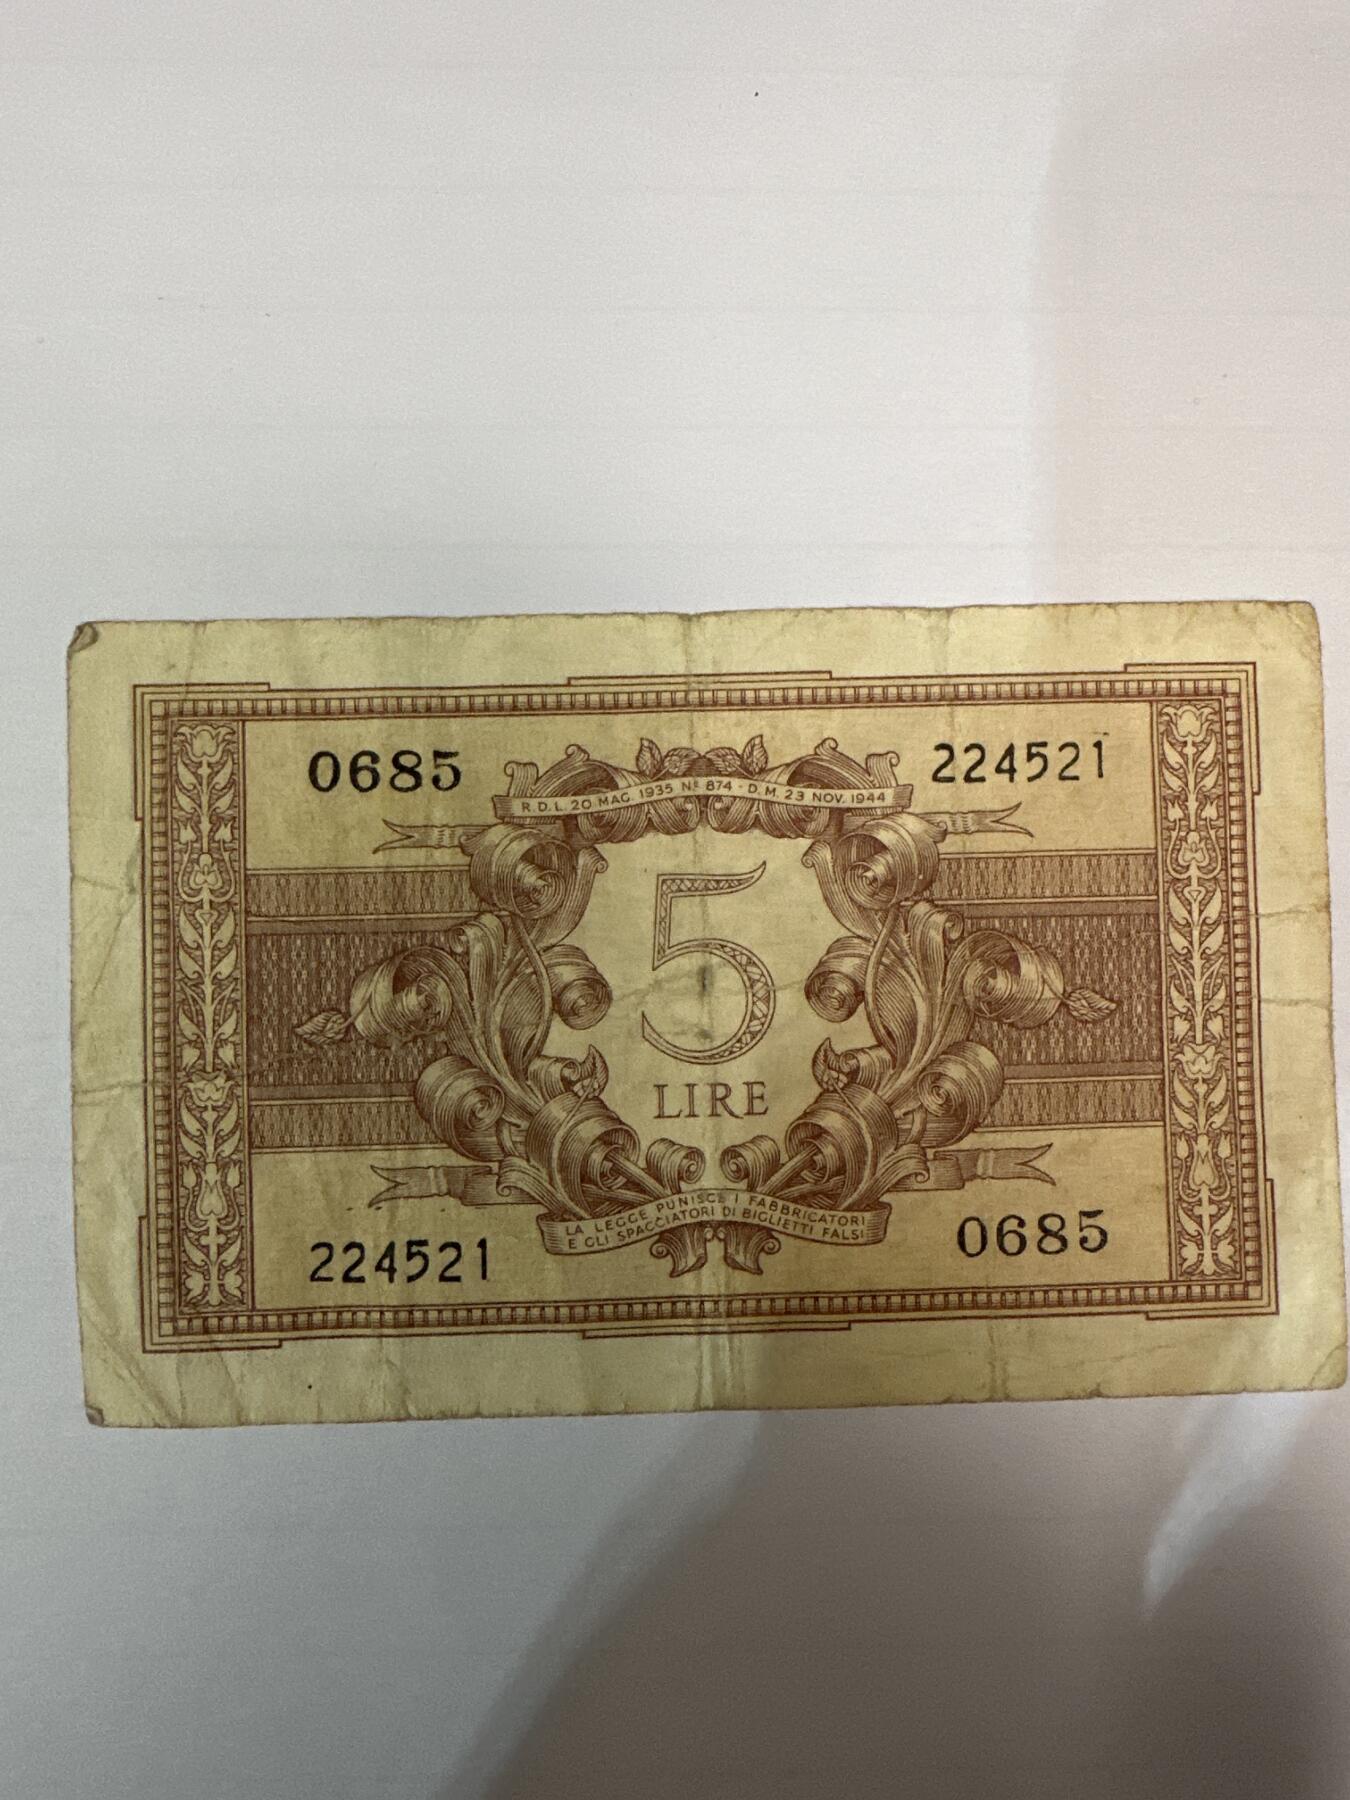 0685
224521
R. D. L. 20 MAG. 1935 Nº 874 - D. M. 23 NOV. 1944
5
LIRE
LA LEGGE PUNISCE I FABBRICATORI
E GLI SPACCIATORI DI BIGLIETTI FALSI
224521
0685